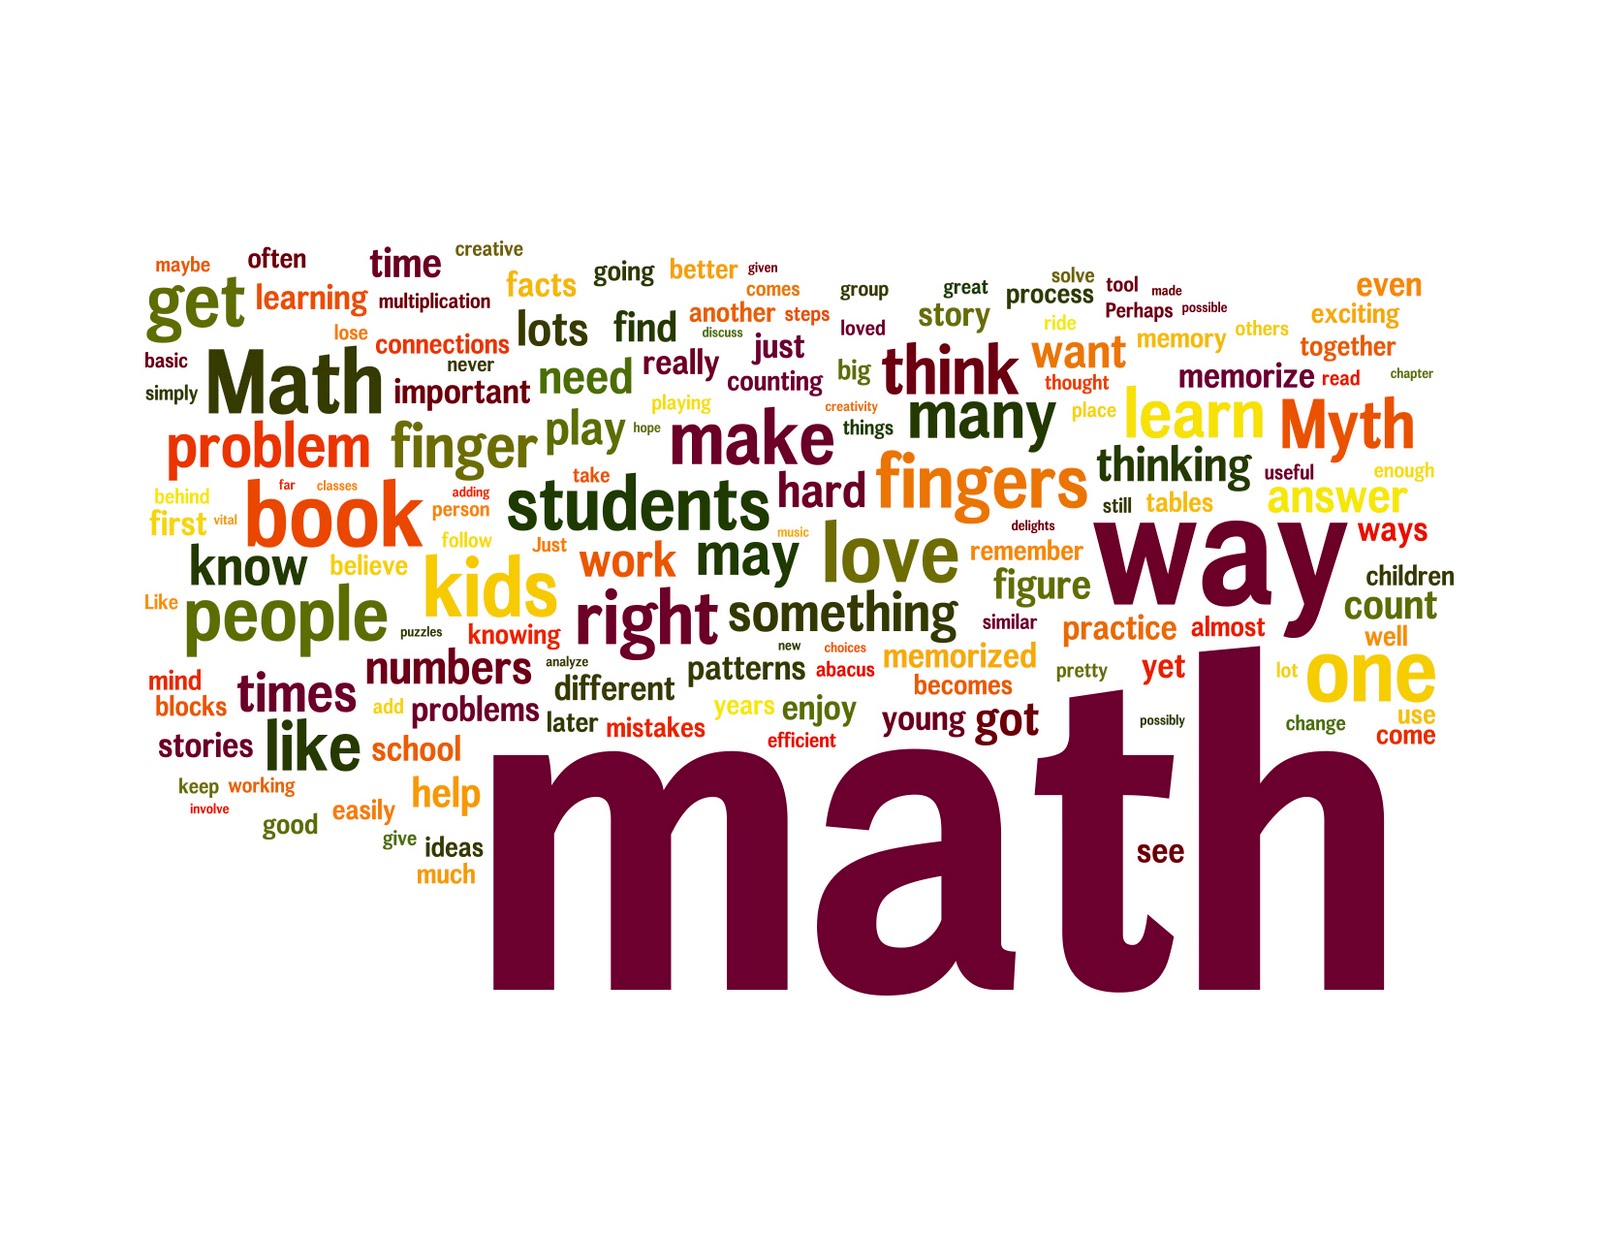 maybe often time creative
get learning multiplication facts going better given comes group great solve process tool made even
lose connections lots find another steps discuss loved story ride Perhaps possible memory others exciting together
basic simply Math never important need really just counting big think want thought memorize read chapter
problem finger play hope playing make creativity things many place learn Myth
behind far classes adding take students hard fingers thinking useful enough
first vital book person follow Just music delights still tables answer
know believe kids work may love remember way ways
Like people puzzles knowing right something figure similar children count
mind blocks times numbers analyze different patterns new choices abacus memorized becomes practice almost pretty yet lot one well
stories like add problems school later mistakes years enjoy efficient young got possibly change use come
keep working involve help
good easily give ideas much
math see